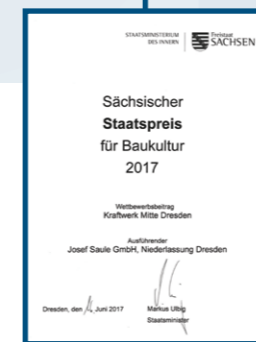 STAATSMINISTERIUM
DES INNERN
Freistaat
SACHSEN
Sächsischer
Staatspreis
für Baukultur
2017
Wettbewerbsbeitrag
Kraftwerk Mitte Dresden
Ausführender
Josef Saule GmbH, Niederlassung Dresden
Dresden, den Juni 2017
Markus Ulbig
Staatsminister